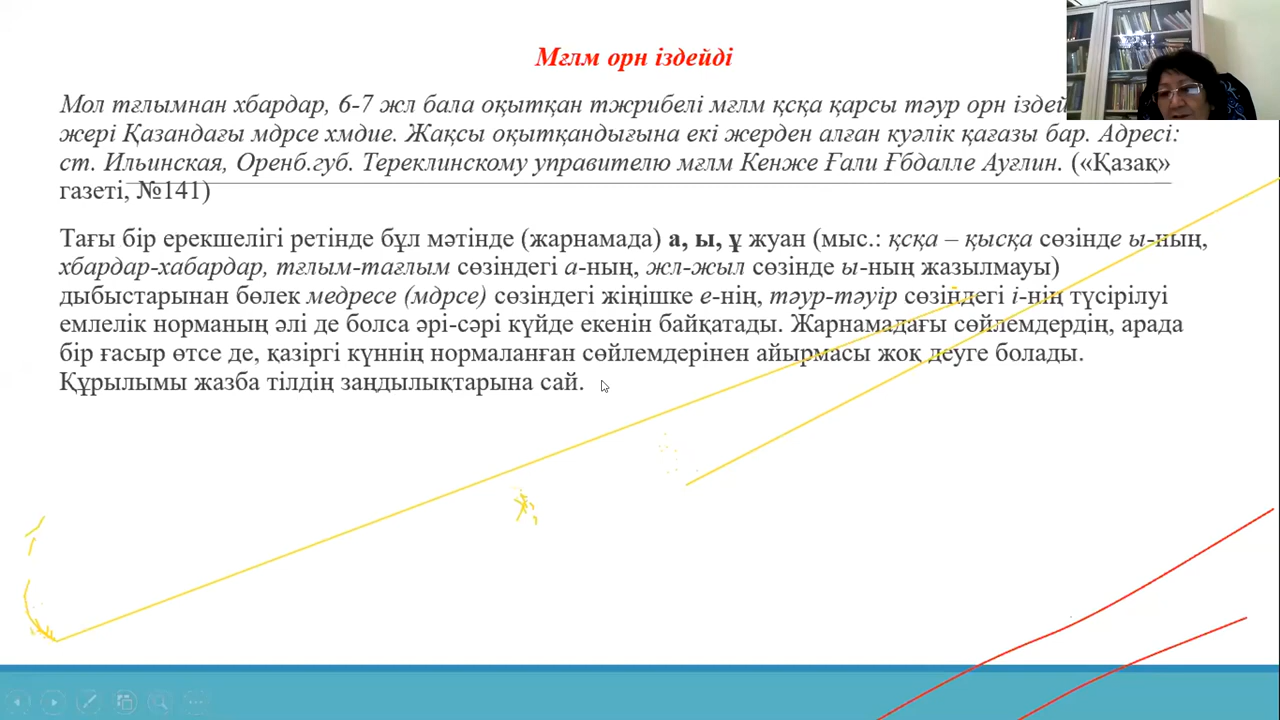 Мғлм орн іздейді
Мол тғлымнан хбардар, 6-7 жл бала оқытқан тжрибелі мғлм қсқа қарсы тәур орн іздей
жері Қазандағы мдрсе хмдие. Жақсы оқытқандығына екі жерден алған куәлік қағазы бар. Адресі:
ст. Ильинская, Оренб.губ. Тереклинскому управителю мғлм Кенже Ғали Ғбдалле Ауғлин. («Қазақ»
газеті, №141)
Тағы бір ерекшелігі ретінде бұл мәтінде (жарнамада) а, ы, ұ жуан (мыс.: қсқа – қысқа сөзінде ы-ның,
хбардар-хабардар, тғлым-тағлым сөзіндегі а-ның, жл-жыл сөзінде ы-ның жазылмауы)
дыбыстарынан бөлек медресе (мдрсе) сөзіндегі жіңішке е-нің, тәур-тәуір сөзіндегі і-нің түсірілуі
емлелік норманың әлі де болса әрі-сәрі күйде екенін байқатады. Жарнамадағы сөйлемдердің, арада
бір ғасыр өтсе де, қазіргі күннің нормаланған сөйлемдерінен айырмасы жоқ деуге болады.
Құрылымы жазба тілдің заңдылықтарына сай.